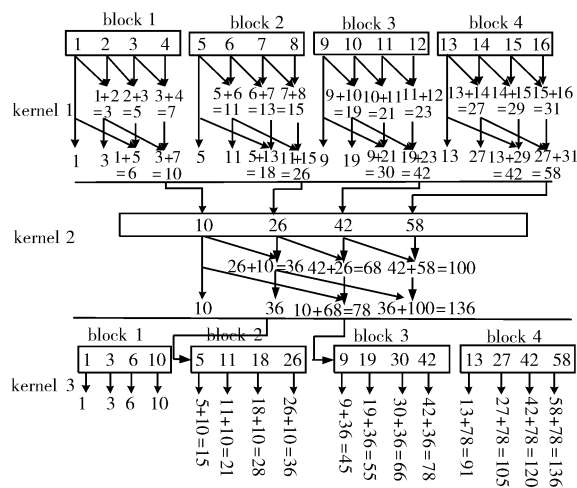 block 1 block 2 block 3 block 4
1 2 3 4 5 6 7 8 9 10 11 12 13 14 15 16
kernel 1
1+2 2+3 3+4 5+6 6+7 7+8 9+10 10+11 11+12 13+14 14+15 15+16
=3 =5 =7 =11 =13 =15 =19 =21 =23 =27 =29 =31
1 3 1+5 3+7 5 11 5+13 11+15 9 19 9+21 19+23 13 27 13+29 27+31
=6 =10 =18 =26 =30 =42 =42 =58
kernel 2
10 26 42 58
26+10=36 42+26=68 42+58=100
10 36 10+68=78 36+100=136
block 1 block 2 block 3 block 4
1 3 6 10 5 11 18 26 9 19 30 42 13 27 42 58
kernel 3
1 3 6 10
5+10=15
11+10=21
18+10=28
26+10=36
9+36=45
19+36=55
30+36=66
42+36=78
13+78=91
27+78=105
42+78=120
58+78=136